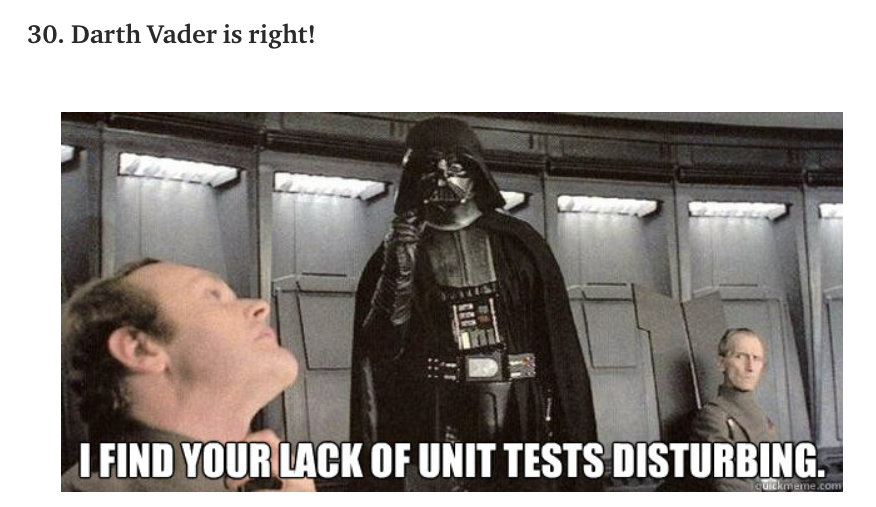 30. Darth Vader is right!
I FIND YOUR LACK OF UNIT TESTS DISTURBING.
quickmeme.com